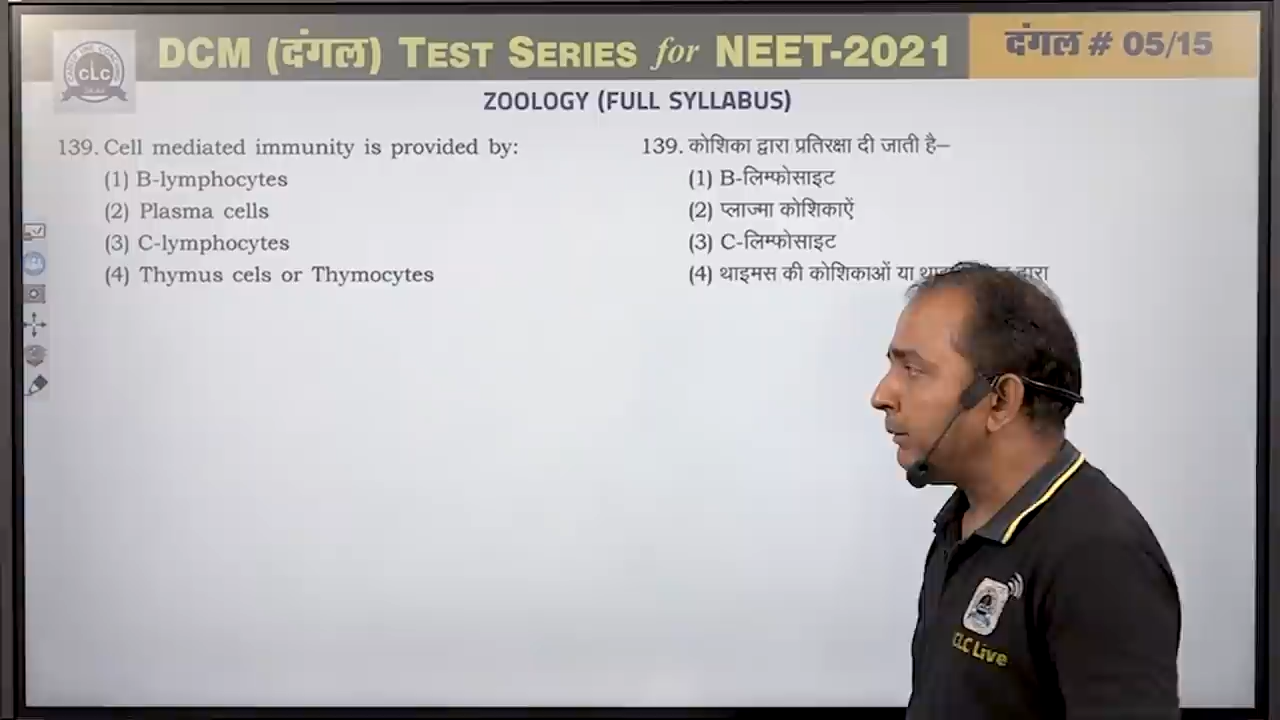 DCM (दंगल) TEST SERIES for NEET-2021
दंगल # 05/15
CLC
ZOOLOGY (FULL SYLLABUS)
139. Cell mediated immunity is provided by:
(1) B-lymphocytes
(2) Plasma cells
(3) C-lymphocytes
(4) Thymus cels or Thymocytes
139. कोशिका द्वारा प्रतिरक्षा दी जाती है–
(1) B-लिम्फोसाइट
(2) प्लाज्मा कोशिकाऐं
(3) C-लिम्फोसाइट
(4) थाइमस की कोशिकाओं या द्वारा
CLC Live